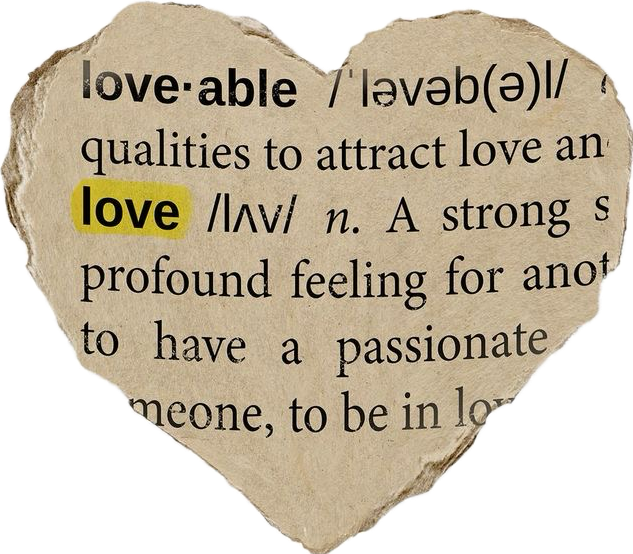 love·able /ˈləvəb(ə)l/
qualities to attract love an
love /lʌv/ n. A strong s
profound feeling for anot
to have a passionate
meone, to be in lov